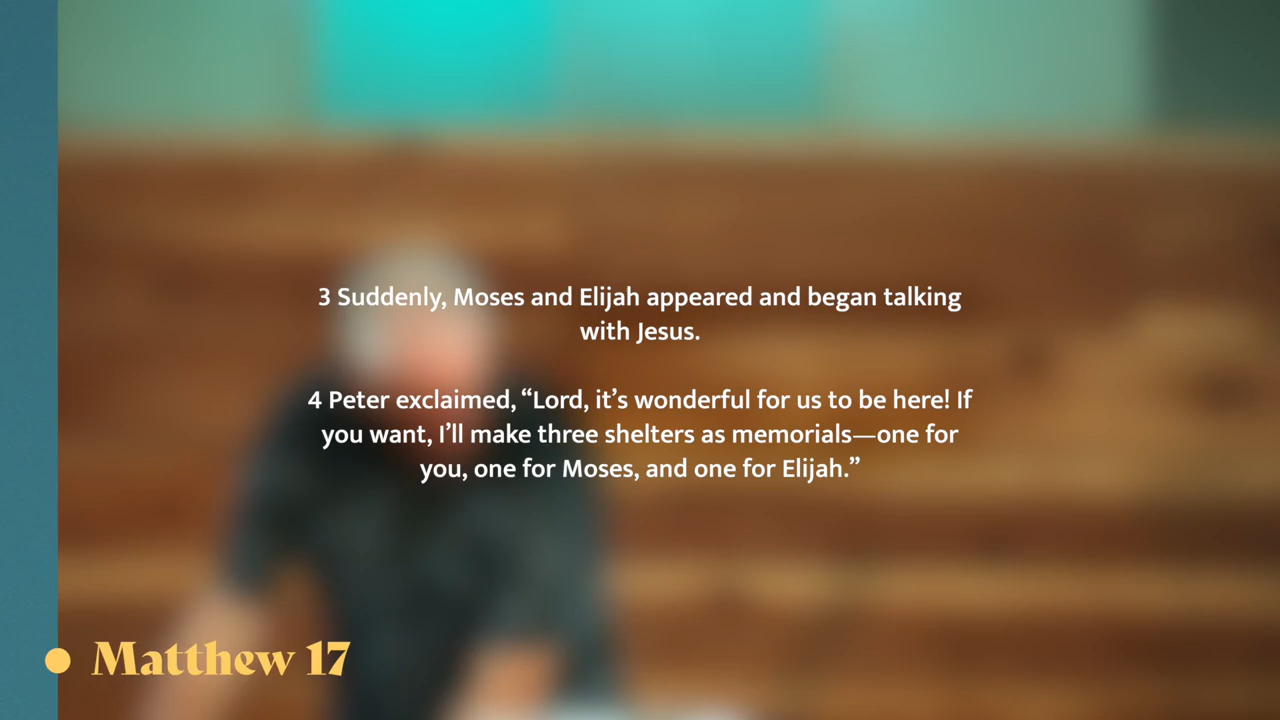 3 Suddenly, Moses and Elijah appeared and began talking
with Jesus.
4 Peter exclaimed, “Lord, it’s wonderful for us to be here! If
you want, I’ll make three shelters as memorials—one for
you, one for Moses, and one for Elijah.”
Matthew 17